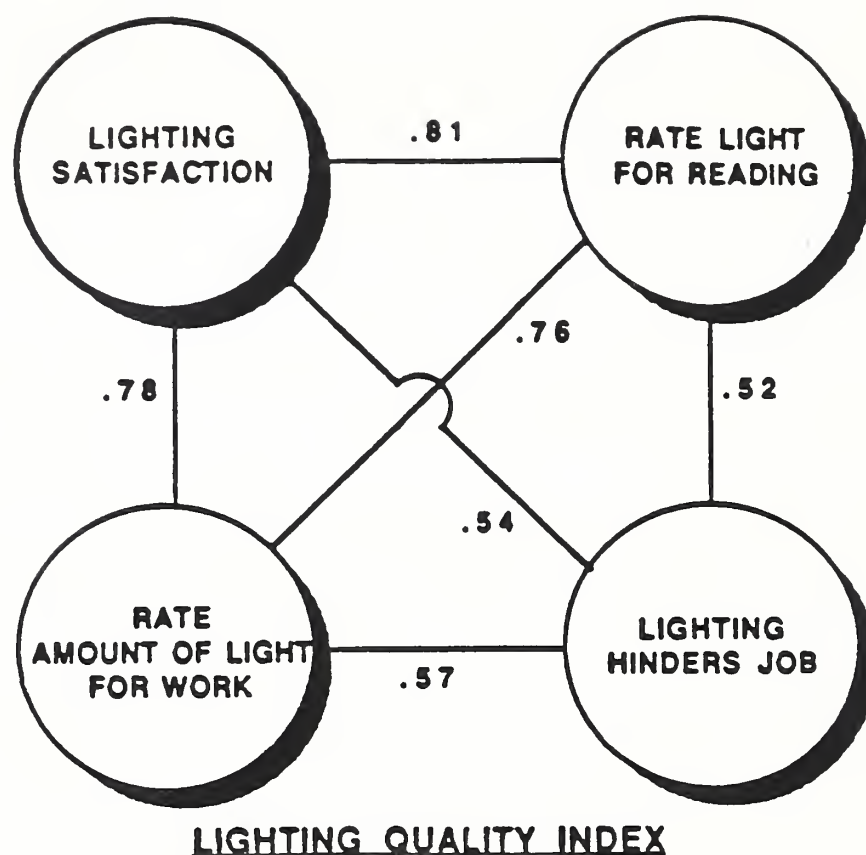 LIGHTING
SATISFACTION
.81
RATE LIGHT
FOR READING
.76
.78
.52
.54
RATE
AMOUNT OF LIGHT
FOR WORK
.57
LIGHTING
HINDERS JOB
LIGHTING QUALITY INDEX